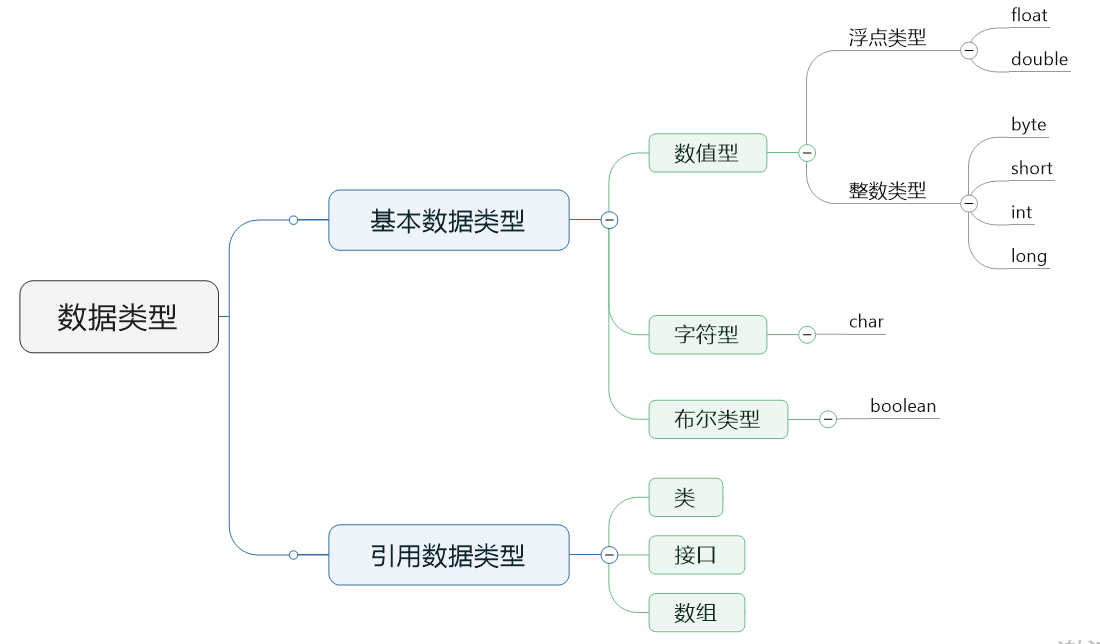 数据类型
基本数据类型
数值型
浮点类型
float
double
整数类型
byte
short
int
long
字符型
char
布尔类型
boolean
引用数据类型
类
接口
数组